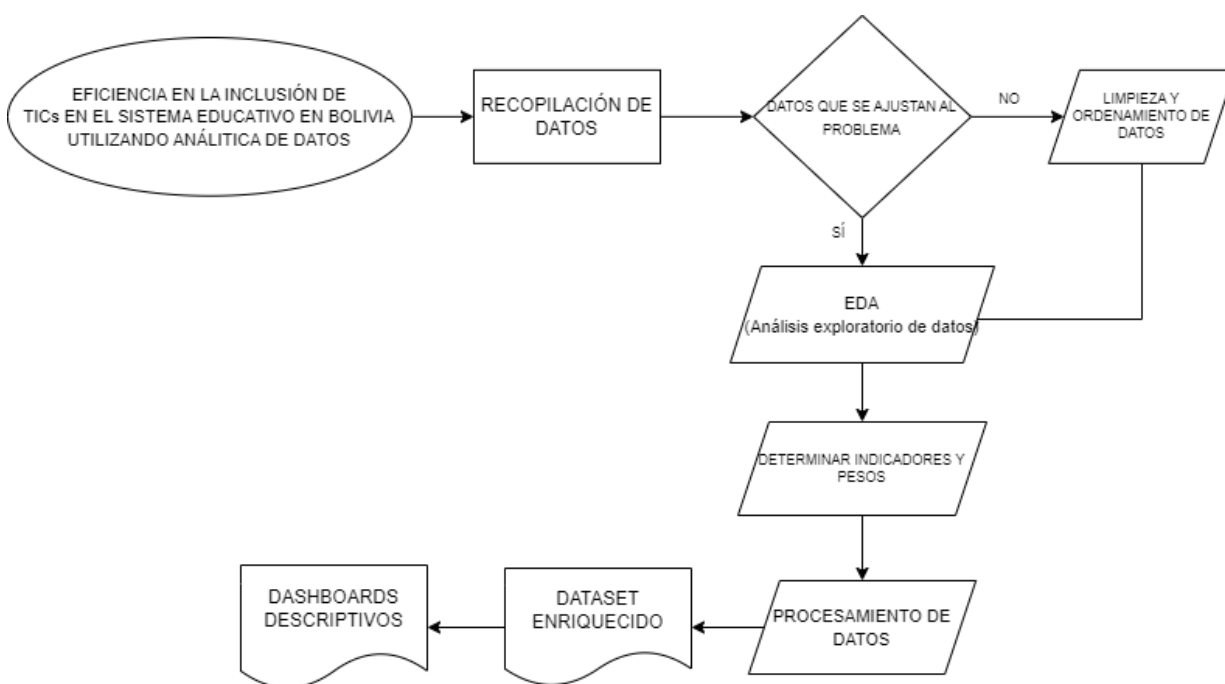 EFICIENCIA EN LA INCLUSIÓN DE
TICs EN EL SISTEMA EDUCATIVO EN BOLIVIA
UTILIZANDO ANÁLITICA DE DATOS
RECOPILACIÓN DE
DATOS
DATOS QUE SE AJUSTAN AL
PROBLEMA
NO
LIMPIEZA Y
ORDENAMIENTO DE
DATOS
SÍ
EDA
(Análisis exploratorio de datos)
DETERMINAR INDICADORES Y
PESOS
PROCESAMIENTO DE
DATOS
DATASET
ENRIQUECIDO
DASHBOARDS
DESCRIPTIVOS